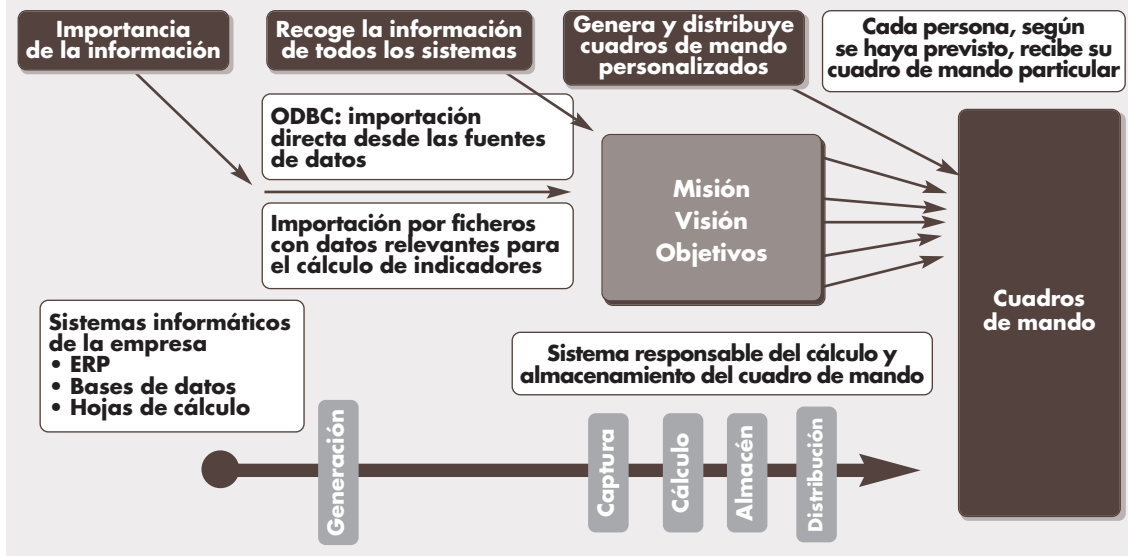 Importancia
de la información
Recoge la información
de todos los sistemas
Genera y distribuye
cuadros de mando
personalizados
Cada persona, según
se haya previsto, recibe su
cuadro de mando particular
ODBC: importación
directa desde las fuentes
de datos
Importación por ficheros
con datos relevantes para
el cálculo de indicadores
Misión
Visión
Objetivos
Cuadros
de mando
Sistemas informáticos
de la empresa
• ERP
• Bases de datos
• Hojas de cálculo
Sistema responsable del cálculo y
almacenamiento del cuadro de mando
Generación
Captura
Cálculo
Almacén
Distribución